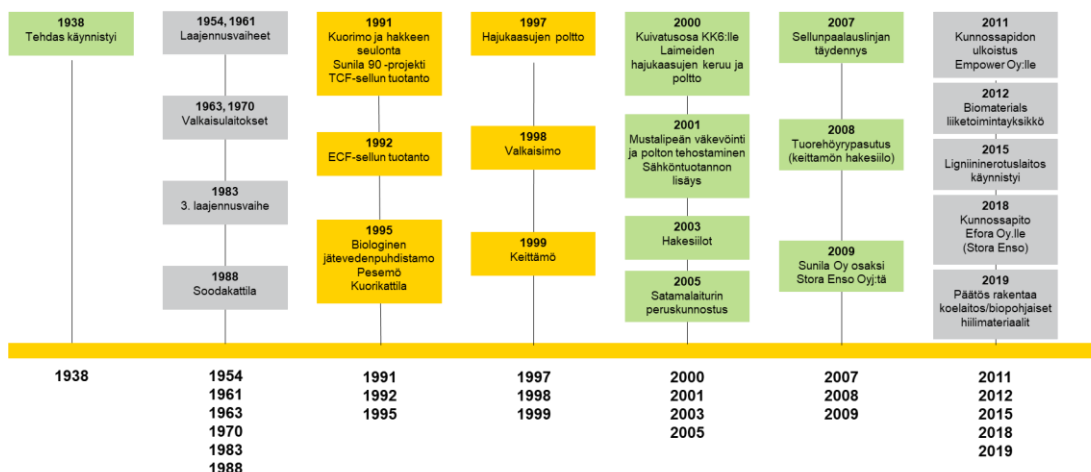 1938
Tehdas käynnistyi
1954, 1961
Laajennusvaiheet
1963, 1970
Valkaisulaitokset
1983
3. laajennusvaihe
1988
Soodakattila
1991
Kuorimo ja hakkeen
seulonta
Sunila 90 -projekti
TCF-sellun tuotanto
1992
ECF-sellun tuotanto
1995
Biologinen
jätevedenpuhdistamo
Pesemö
Kuorikattila
1997
Hajukaasujen poltto
1998
Valkaisimo
1999
Keittämö
2000
Kuivatusosa KK6:lle
Laimeiden
hajukaasujen keruu ja
poltto
2001
Mustalipeän väkevöinti
ja polton tehostaminen
Sähköntuotannon
lisäys
2003
Hakesiilot
2005
Satamalaiturin
peruskunnostus
2007
Sellunpaalauslinjan
täydennys
2008
Tuorehöyrypasutus
(keittämön hakesiilo)
2009
Sunila Oy osaksi
Stora Enso Oyj:tä
2011
Kunnossapidon
ulkoistus
Empower Oy:lle
2012
Biomaterials
liiketoimintayksikkö
2015
Ligniininerotuslaitos
käynnistyi
2018
Kunnossapito
Efora Oy.lle
(Stora Enso)
2019
Päätös rakentaa
koelaitos/biopohjaiset
hiilimateriaalit
1938
1954
1961
1963
1970
1983
1988
1991
1992
1995
1997
1998
1999
2000
2001
2003
2005
2007
2008
2009
2011
2012
2015
2018
2019